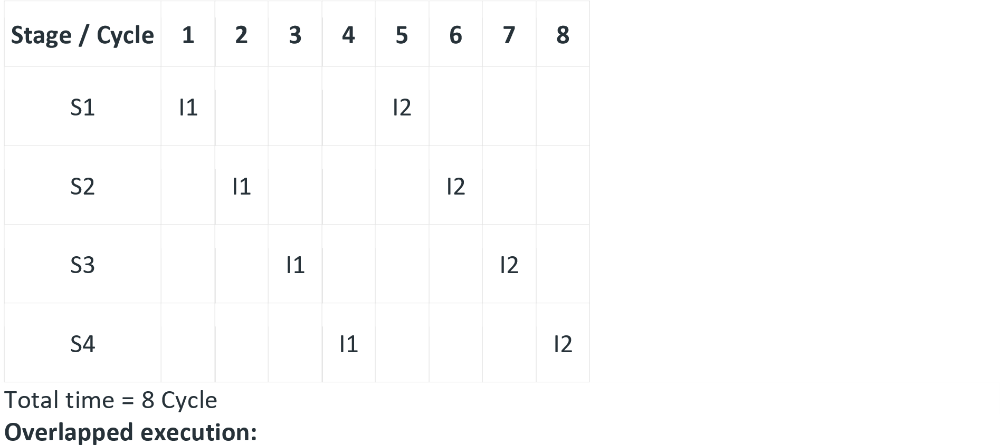 Stage / Cycle 1 2 3 4 5 6 7 8
S1 I1 I2
S2 I1 I2
S3 I1 I2
S4 I1 I2
Total time = 8 Cycle
Overlapped execution: